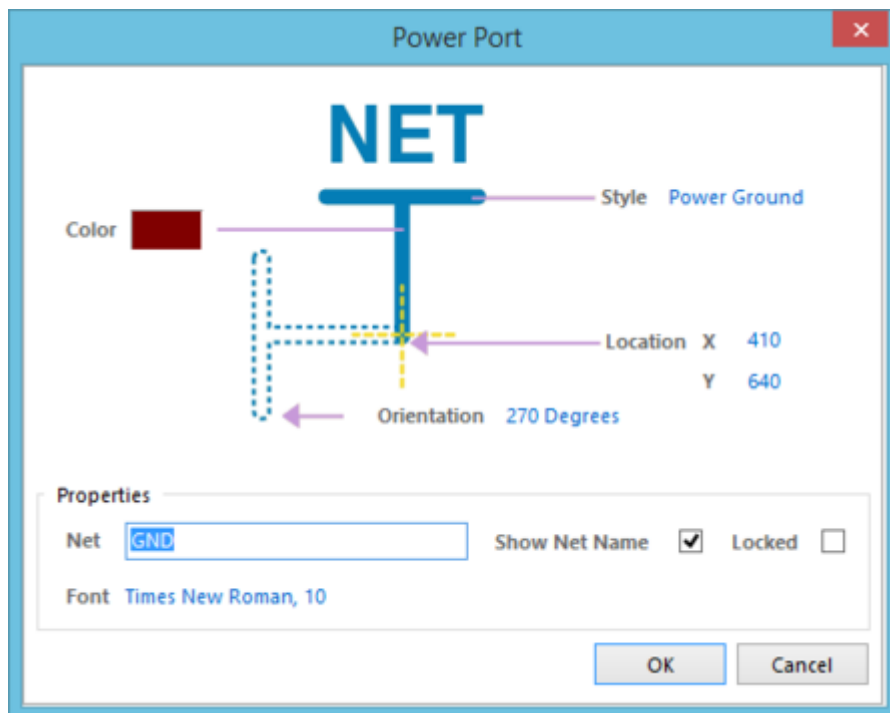 Power Port
NET
Style Power Ground
Color
Location X 410
Y 640
Orientation 270 Degrees
Properties
Net GND Show Net Name Locked
Font Times New Roman, 10
OK Cancel